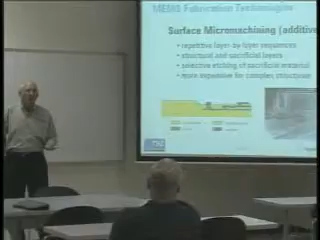 MEMS Fabrication Technologies
Surface Micromachining (additive
• repetitive layer-by-layer sequences
• structural and sacrificial layers
• selective etching of sacrificial material
• more expensive for complex structures